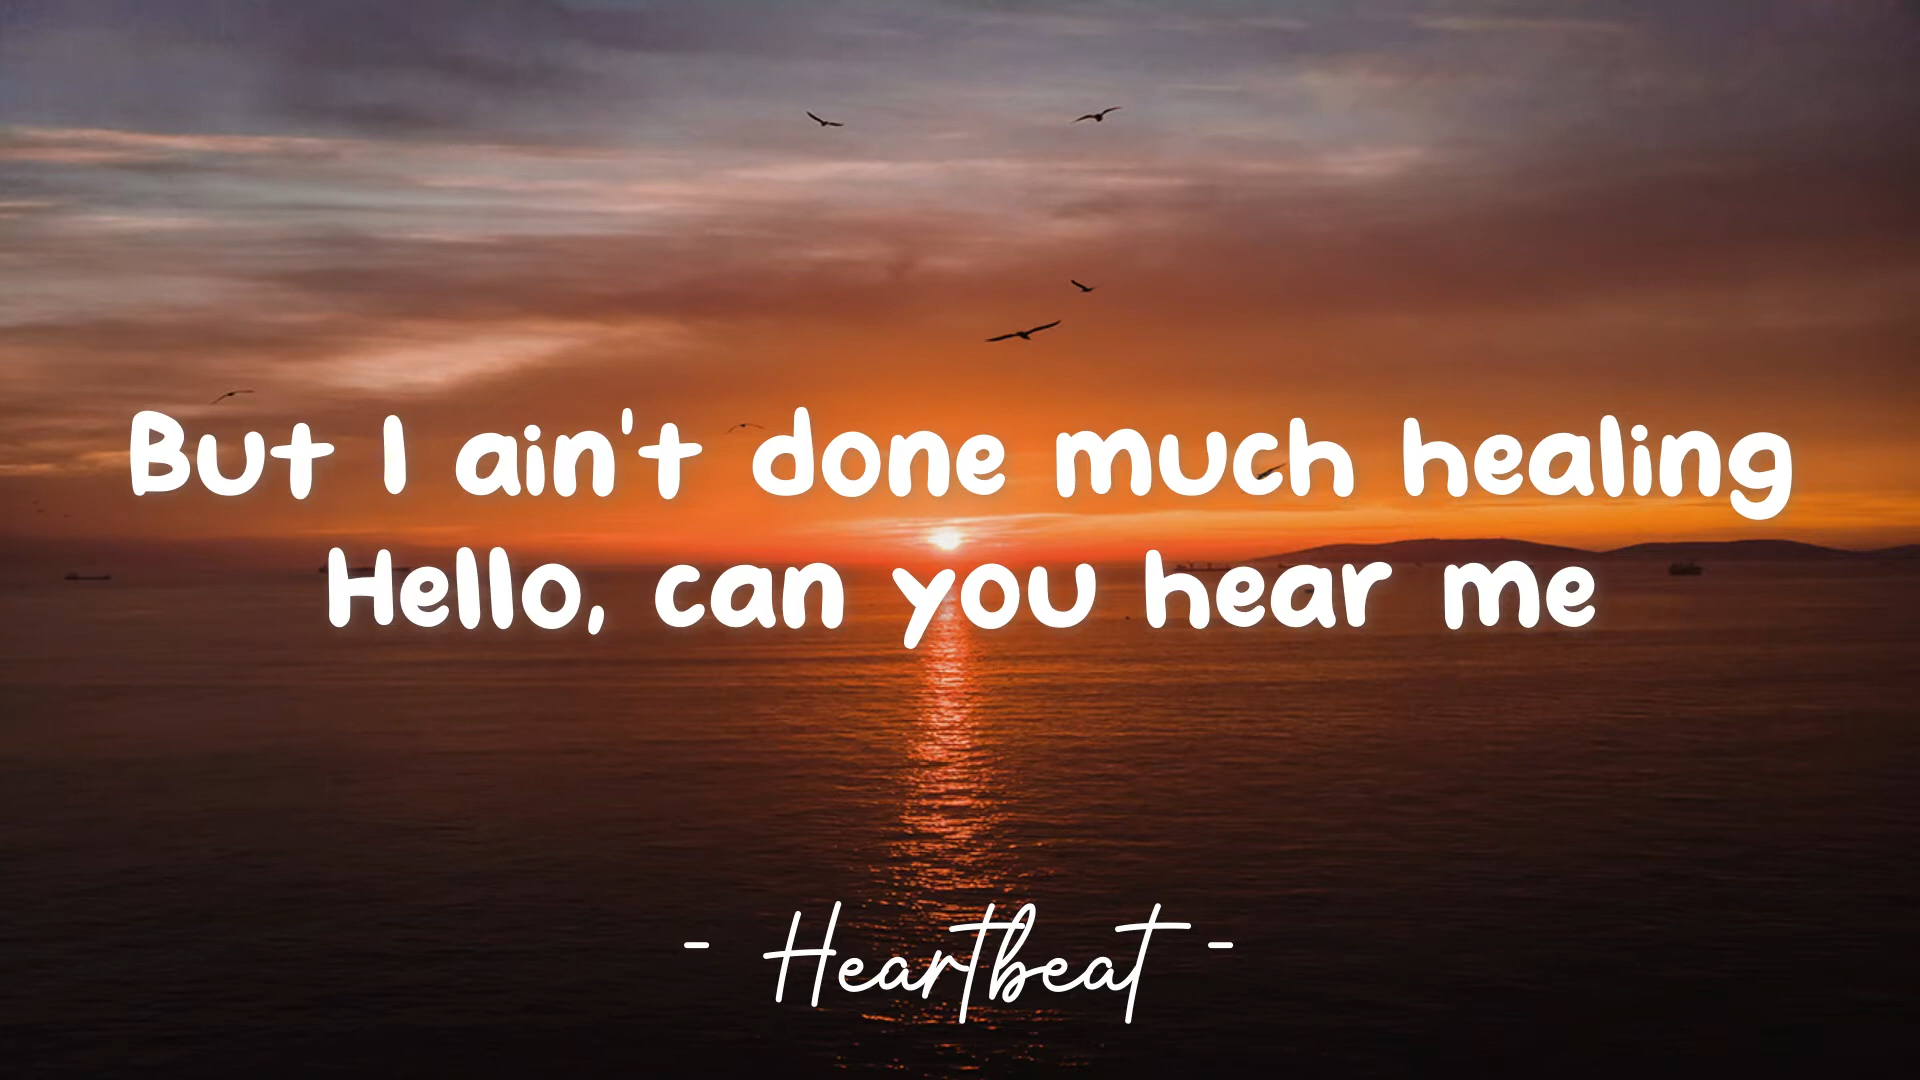 But I ain't done much healing
Hello, can you hear me
- Heartbeat -